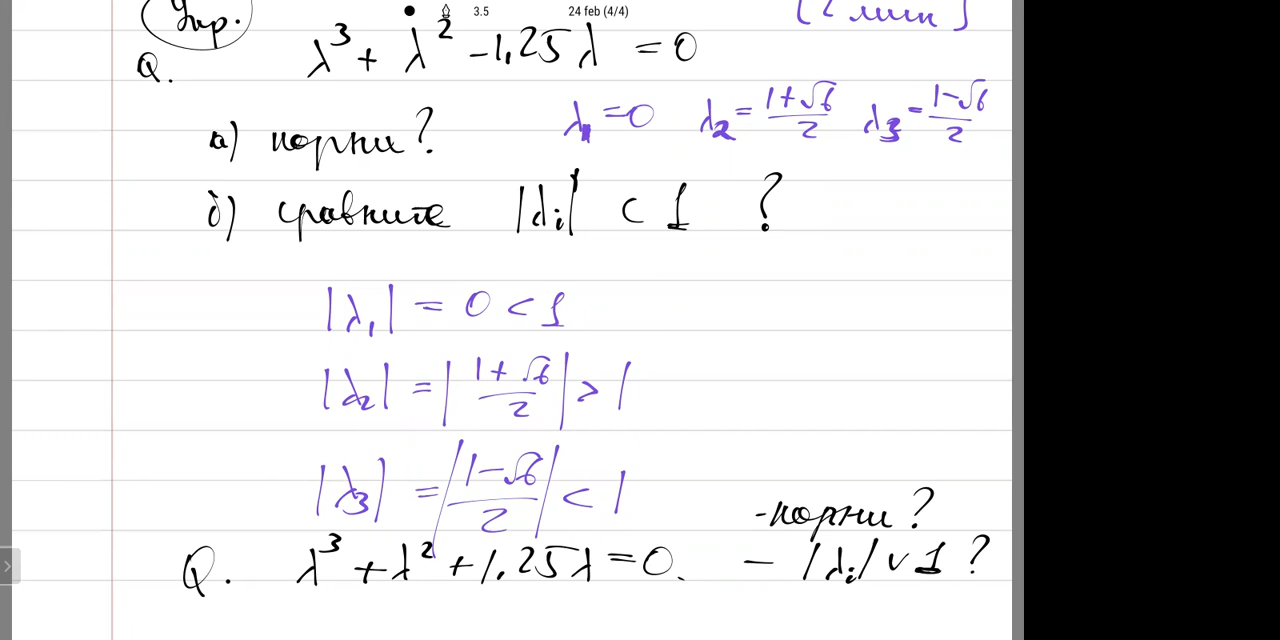 3.5 24 feb (4/4)
Упр. [2 мин]
Q. λ³ + λ² − 1,25λ = 0
а) корни? λ₁ = 0 λ₂ = (1+√6)/2 λ₃ = (1−√6)/2
б) сравните |λᵢ| с 1 ?
|λ₁| = 0 < 1
|λ₂| = |(1+√6)/2| > 1
|λ₃| = |(1−√6)/2| < 1
- корни?
Q. λ³ + λ² + 1,25λ = 0. − |λᵢ| v 1 ?